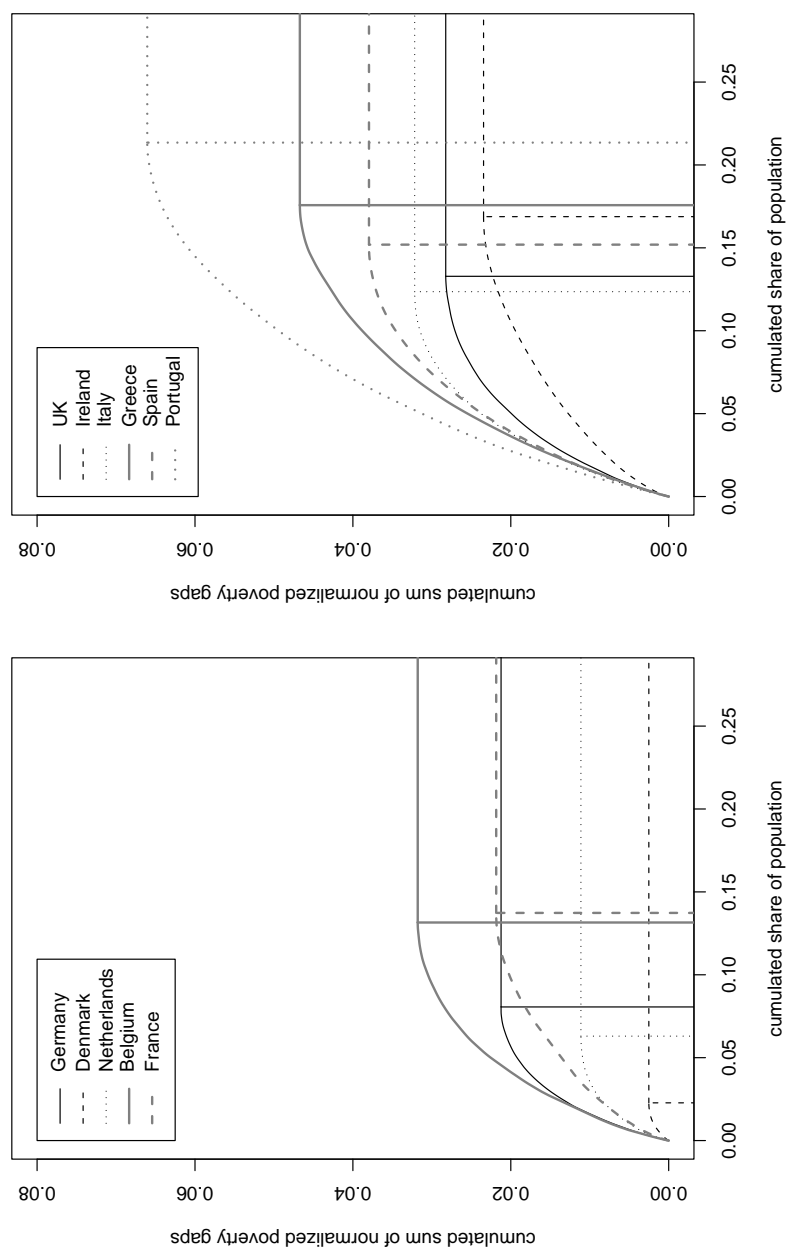 cumulated sum of normalized poverty gaps
0.00
0.02
0.04
0.06
0.08
0.00
0.05
0.10
0.15
0.20
0.25
cumulated share of population
Germany
Denmark
Netherlands
Belgium
France
cumulated sum of normalized poverty gaps
0.00
0.02
0.04
0.06
0.08
0.00
0.05
0.10
0.15
0.20
0.25
cumulated share of population
UK
Ireland
Italy
Greece
Spain
Portugal